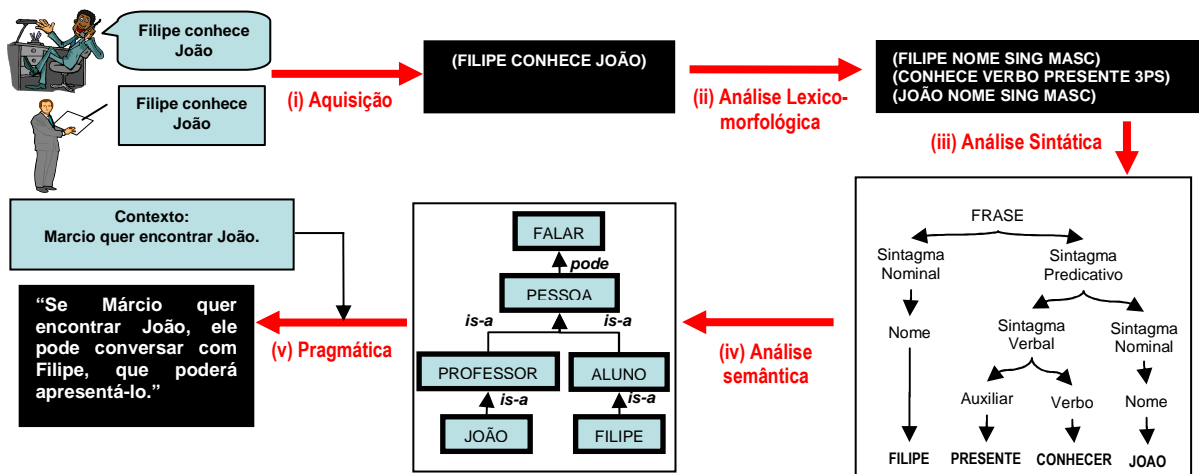 Filipe conhece
João
Filipe conhece
João
(i) Aquisição
(FILIPE CONHECE JOÃO)
(ii) Análise Lexico-
morfológica
(FILIPE NOME SING MASC)
(CONHECE VERBO PRESENTE 3PS)
(JOÃO NOME SING MASC)
(iii) Análise Sintática
FRASE
Sintagma
Nominal
Sintagma
Predicativo
Nome
Sintagma
Verbal
Sintagma
Nominal
Auxiliar
Verbo
Nome
FILIPE
PRESENTE
CONHECER
JOAO
(iv) Análise
semântica
FALAR
pode
PESSOA
is-a
is-a
PROFESSOR
ALUNO
is-a
is-a
JOÃO
FILIPE
(v) Pragmática
Contexto:
Marcio quer encontrar João.
“Se Márcio quer
encontrar João, ele
pode conversar com
Filipe, que poderá
apresentá-lo.”